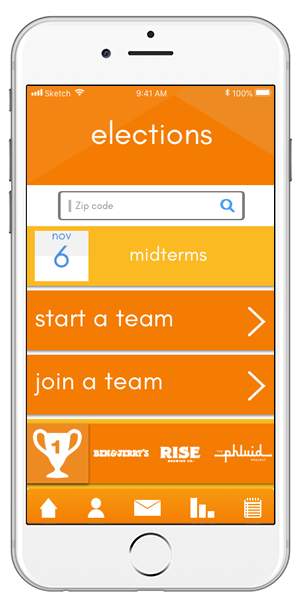 Sketch 9:41 AM 100%
elections
Zip code
nov
6
midterms
start a team
join a team
1
BEN & JERRY'S RISE BREWING CO. THE phluid PROJECT